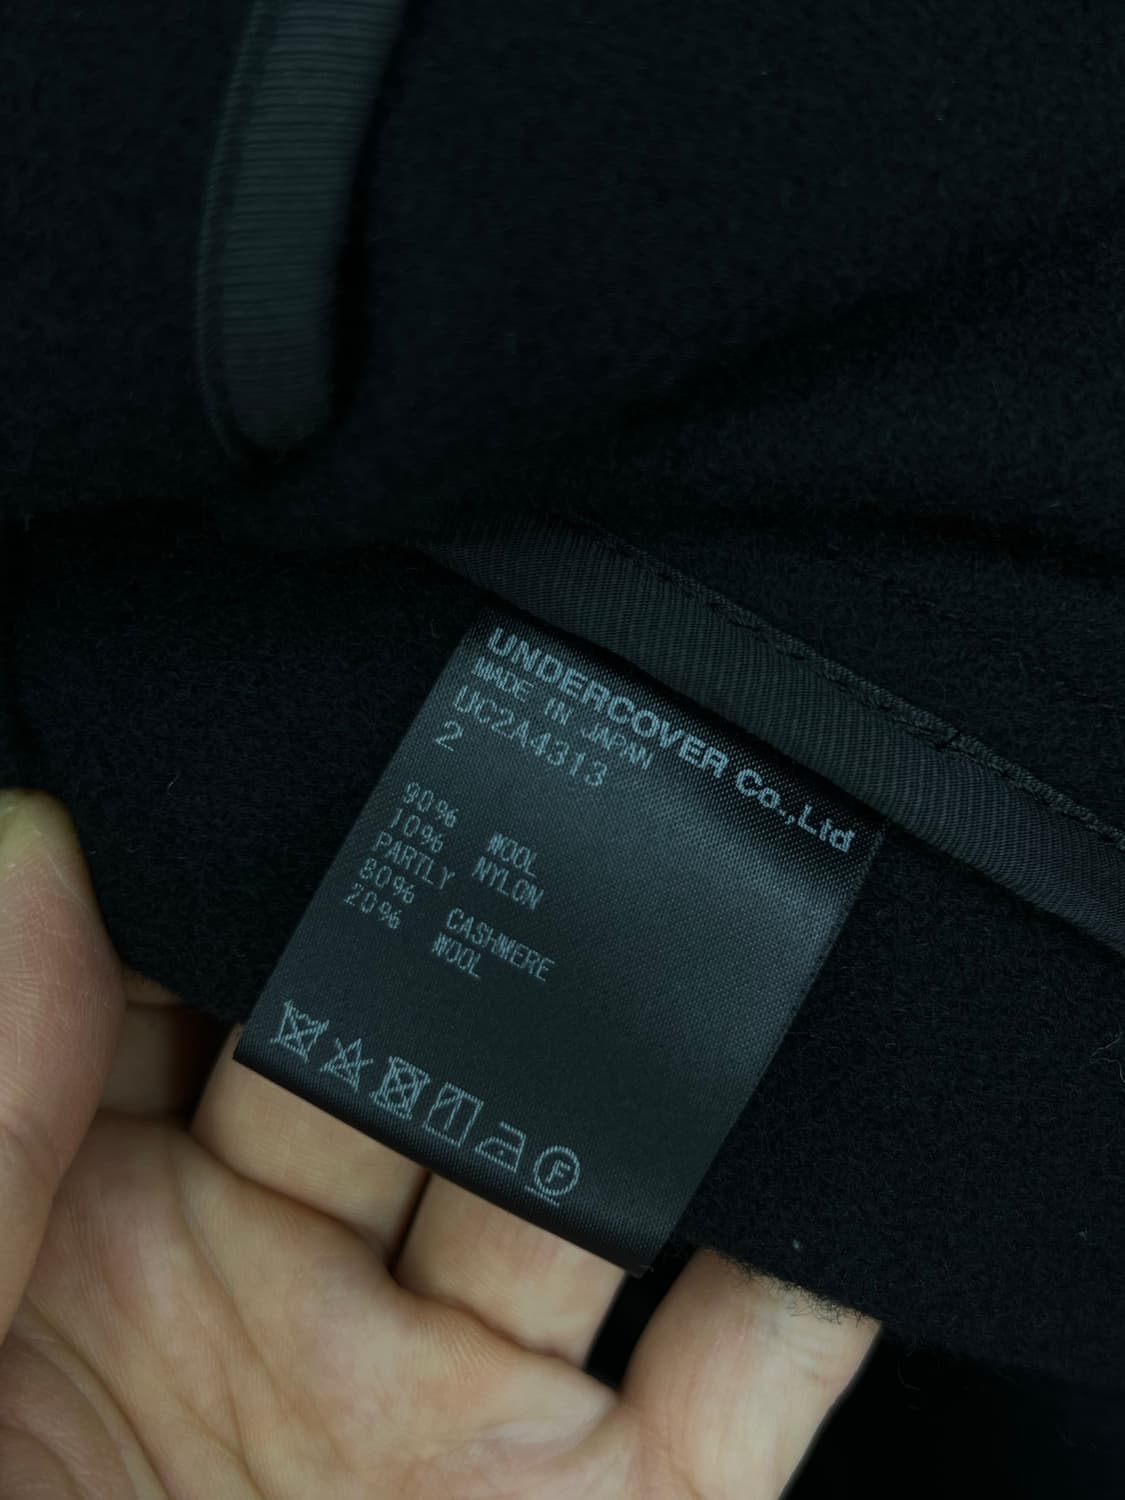 UNDERCOVER Co.,Ltd
MADE IN JAPAN
UC2A4313
2
90% WOOL
10% NYLON
PARTLY
80% CASHMERE
20% WOOL
F